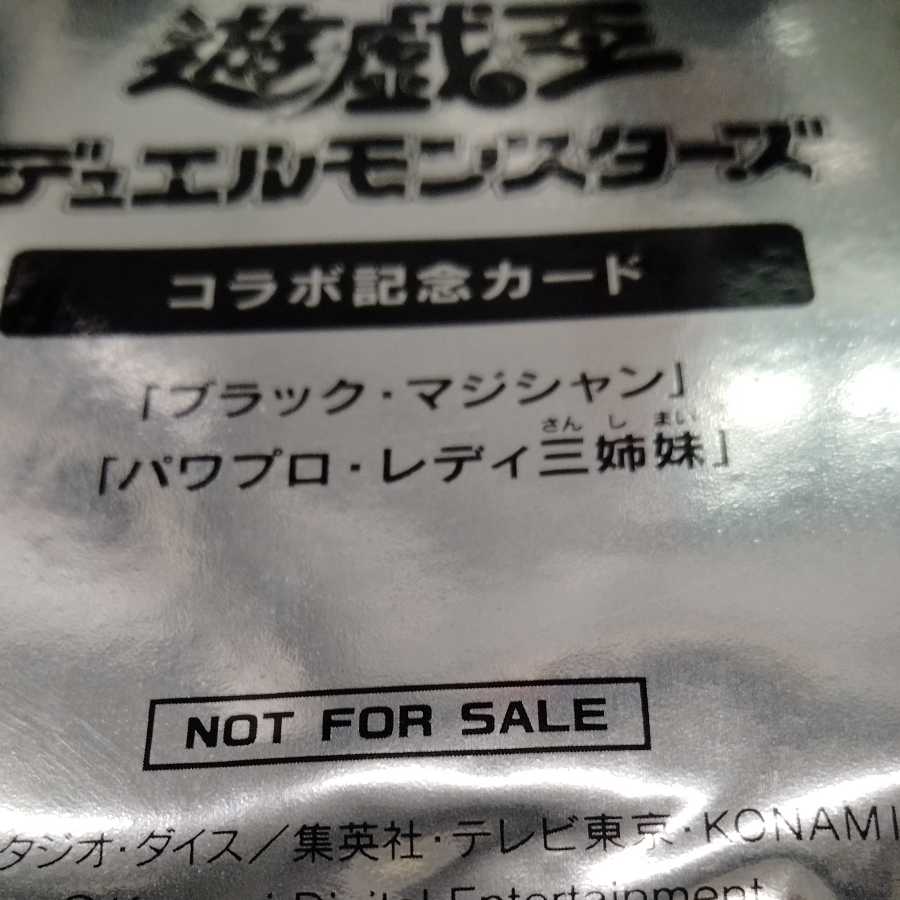 遊戯王
デュエルモンスターズ
コラボ記念カード
「ブラック・マジシャン」
さん し まい
「パワプロ・レディ三姉妹」
NOT FOR SALE
タジオ・ダイス/集英社・テレビ東京・KONAMI
Digital Entertainment